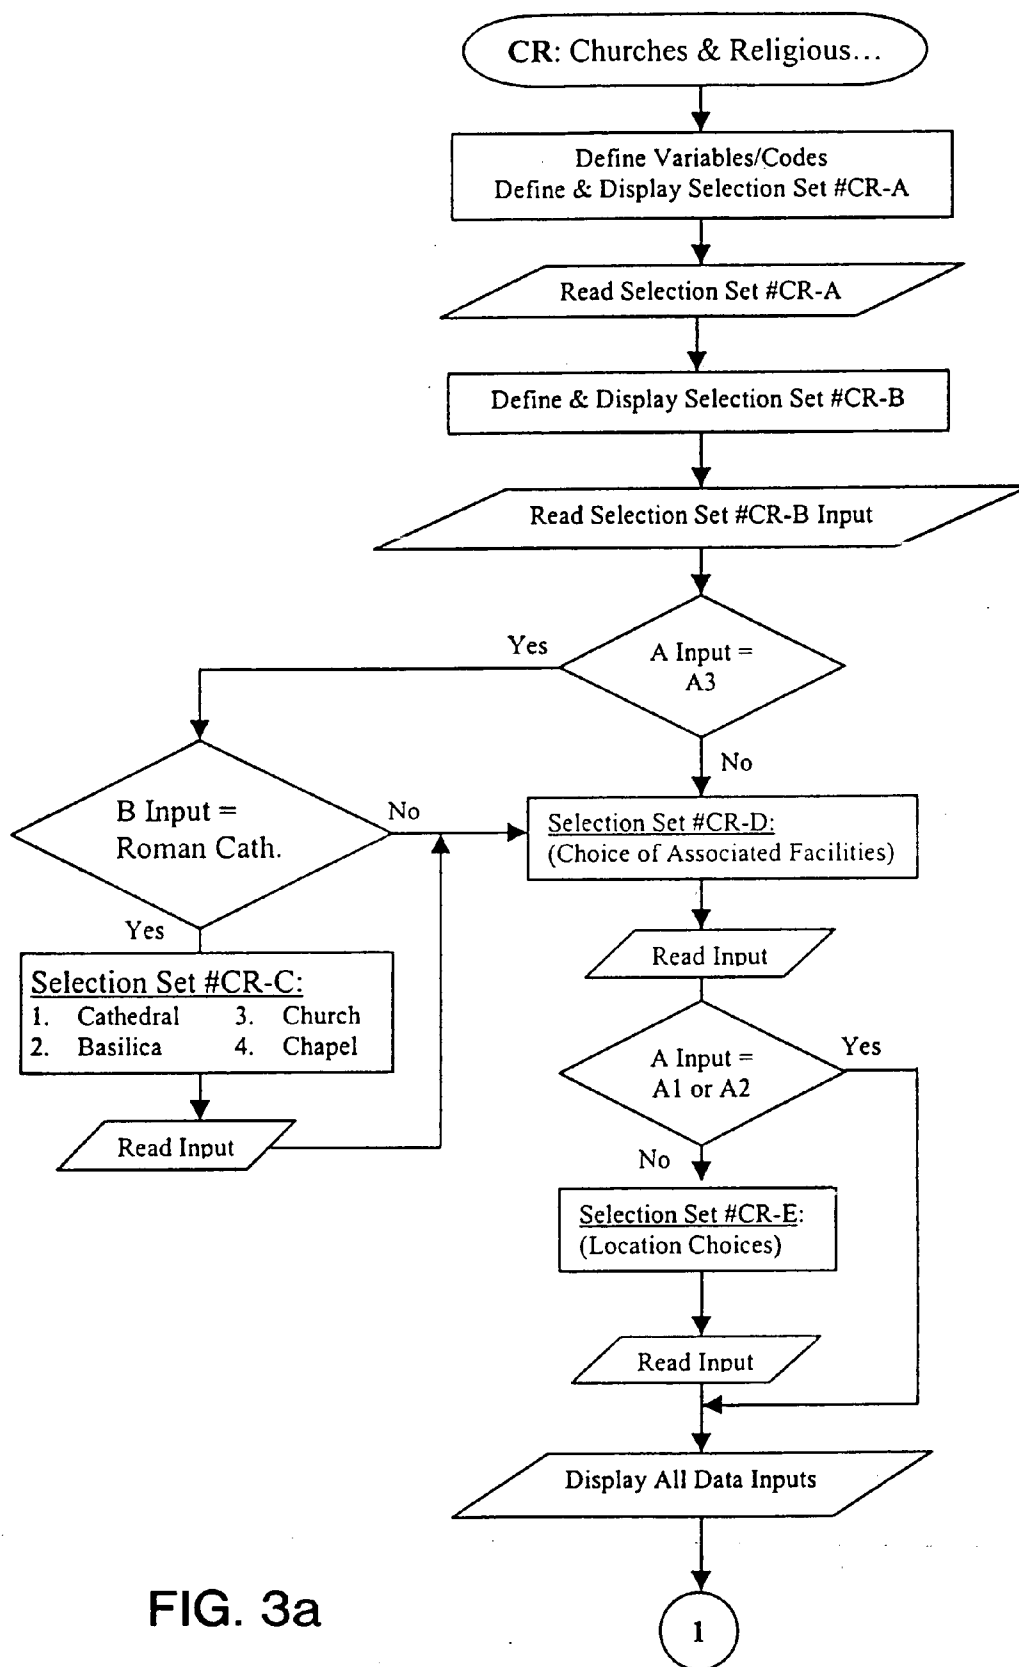 CR: Churches & Religious...
Define Variables/Codes
Define & Display Selection Set #CR-A
Read Selection Set #CR-A
Define & Display Selection Set #CR-B
Read Selection Set #CR-B Input
A Input =
A3
Yes
No
B Input =
Roman Cath.
No
Yes
Selection Set #CR-C:
1. Cathedral 3. Church
2. Basilica 4. Chapel
Read Input
Selection Set #CR-D:
(Choice of Associated Facilities)
Read Input
A Input =
A1 or A2
Yes
No
Selection Set #CR-E:
(Location Choices)
Read Input
Display All Data Inputs
1
FIG. 3a